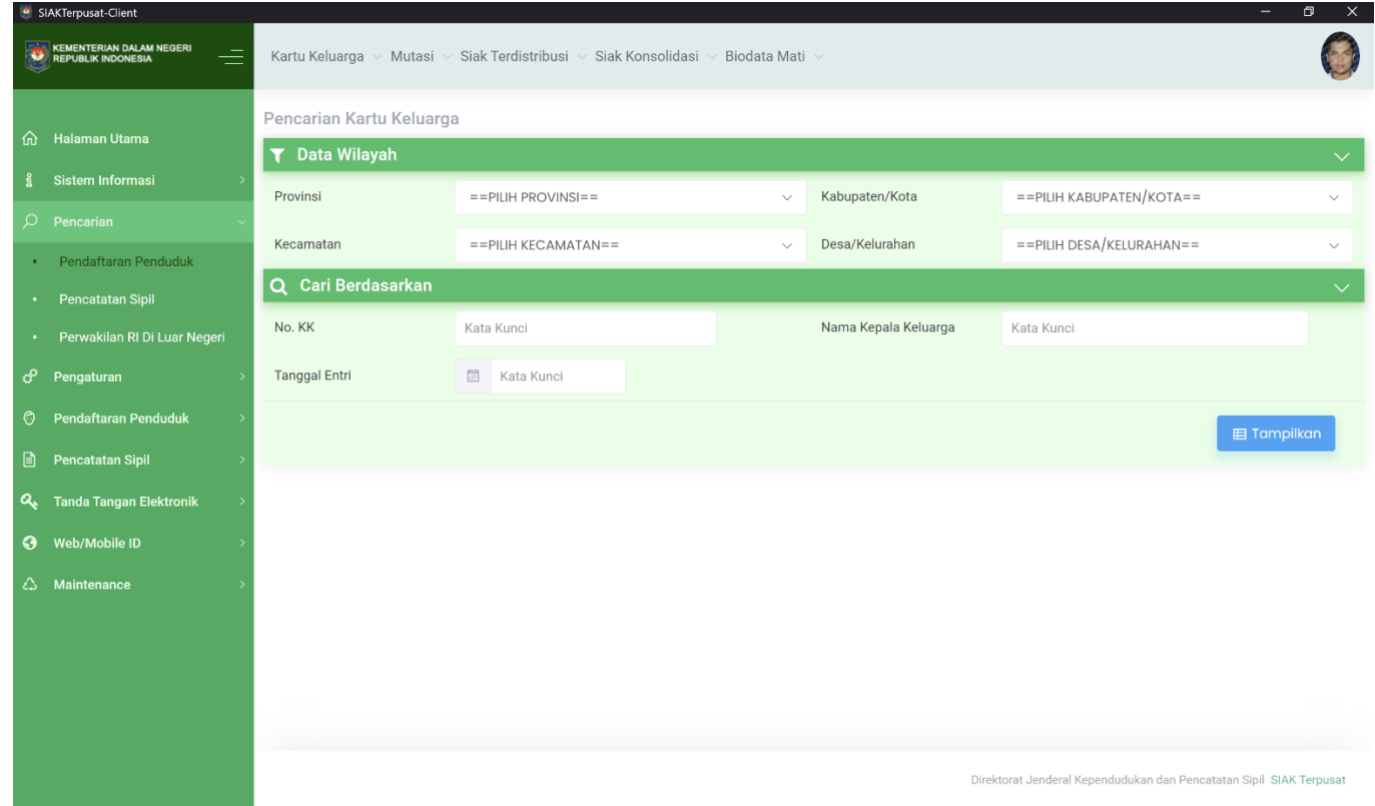 SIAKTerpusat-Client
KEMENTERIAN DALAM NEGERI
REPUBLIK INDONESIA
Kartu Keluarga Mutasi Siak Terdistribusi Siak Konsolidasi Biodata Mati
Halaman Utama
Sistem Informasi
Pencarian
Pendaftaran Penduduk
Pencatatan Sipil
Perwakilan RI Di Luar Negeri
Pengaturan
Pendaftaran Penduduk
Pencatatan Sipil
Tanda Tangan Elektronik
Web/Mobile ID
Maintenance
Pencarian Kartu Keluarga
Data Wilayah
Provinsi ==PILIH PROVINSI== Kabupaten/Kota ==PILIH KABUPATEN/KOTA==
Kecamatan ==PILIH KECAMATAN== Desa/Kelurahan ==PILIH DESA/KELURAHAN==
Cari Berdasarkan
No. KK Kata Kunci Nama Kepala Keluarga Kata Kunci
Tanggal Entri Kata Kunci
Tampilkan
Direktorat Jenderal Kependudukan dan Pencatatan Sipil SIAK Terpusat